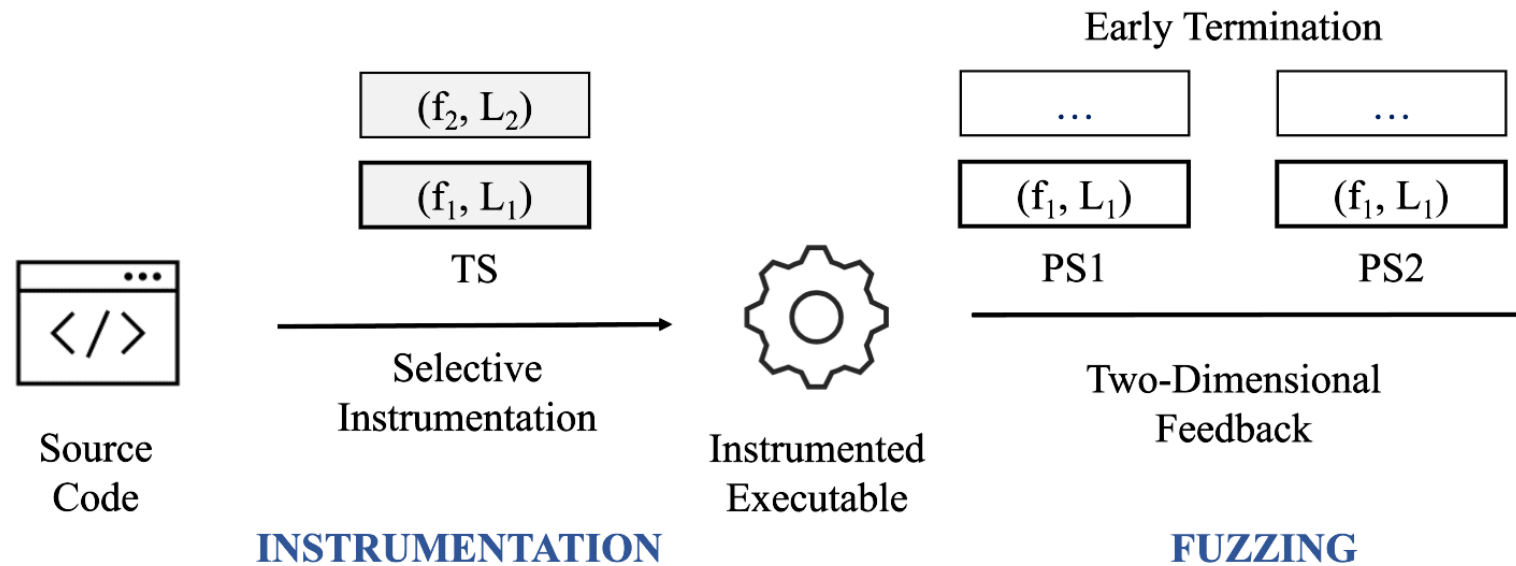 Early Termination
(f₂, L₂)
…
…
(f₁, L₁)
(f₁, L₁)
(f₁, L₁)
TS
PS1
PS2
</>
Selective
Instrumentation
Two-Dimensional
Feedback
Source
Code
Instrumented
Executable
INSTRUMENTATION
FUZZING